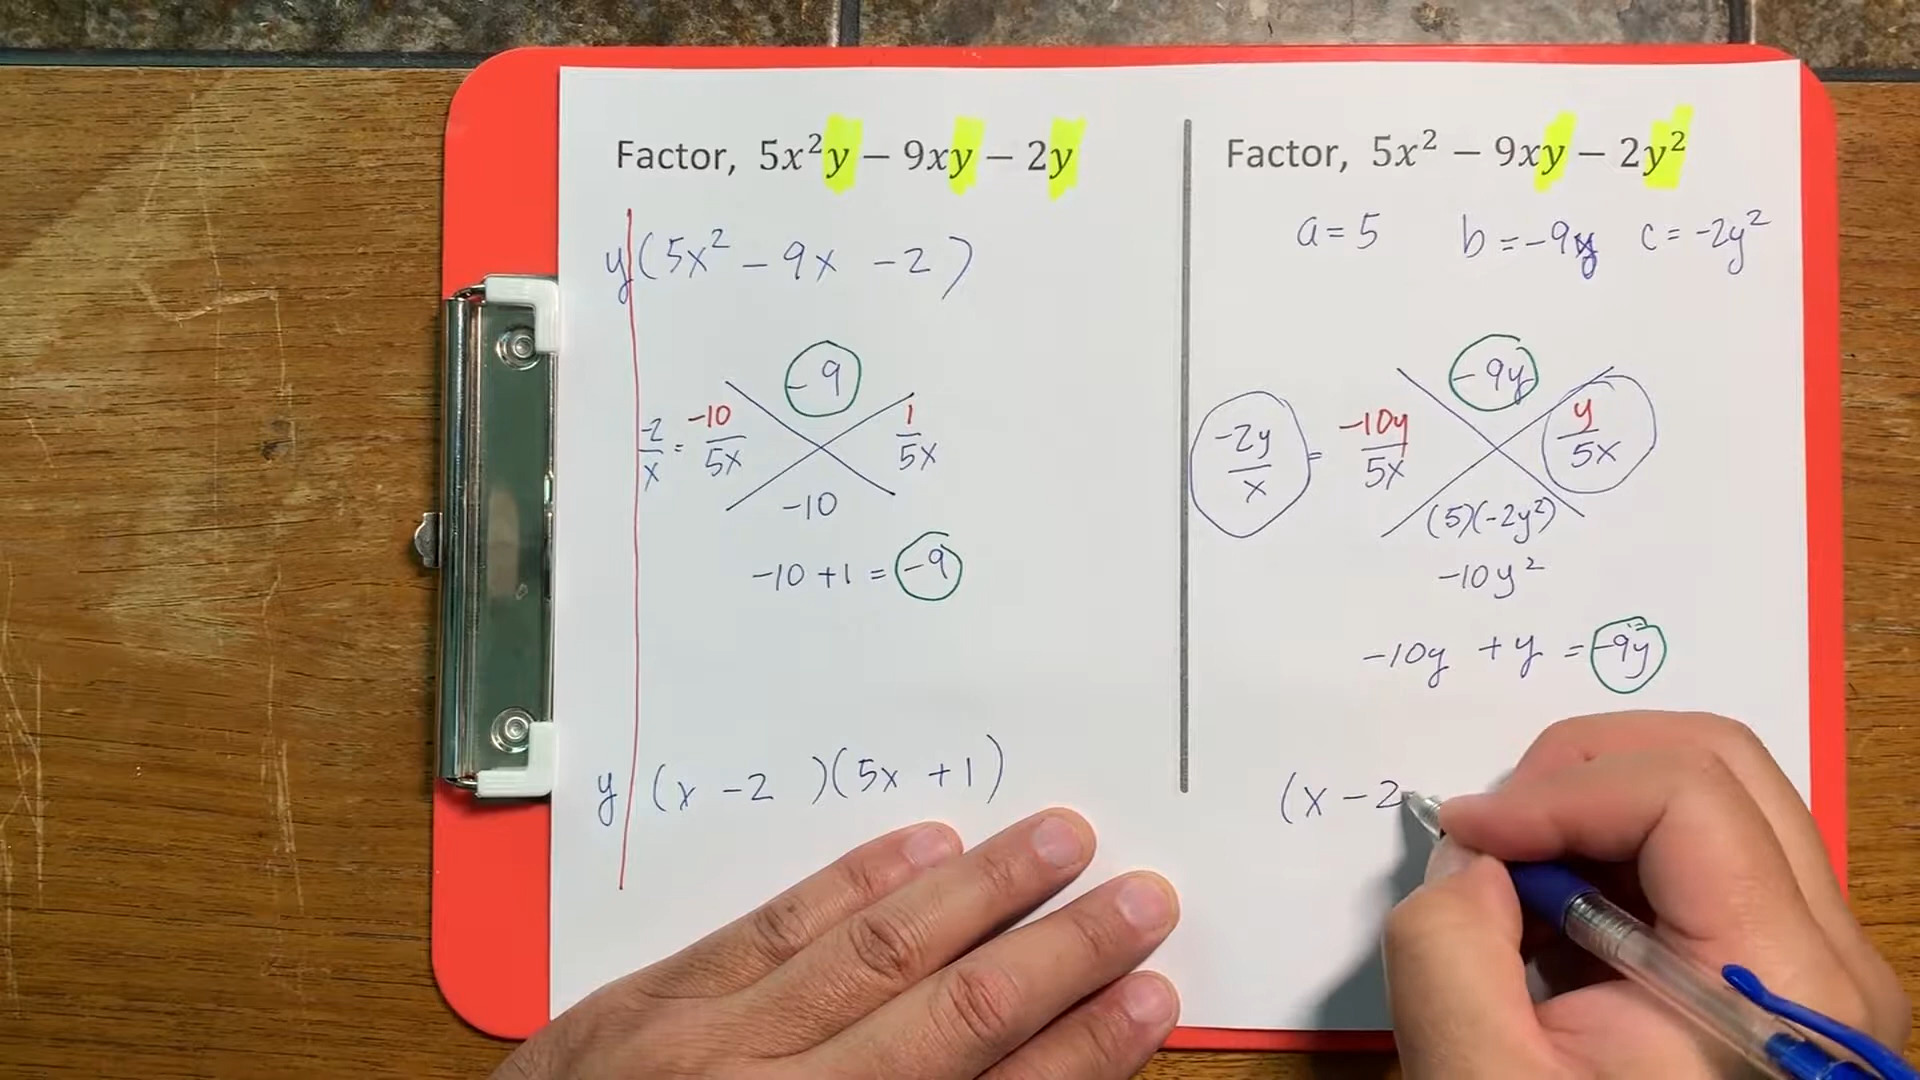 Factor, 5x²y – 9xy – 2y
y(5x² – 9x – 2)
-9
-2/x = -10/5x
1/5x
-10
-10 + 1 = -9
y (x – 2 )(5x + 1)
Factor, 5x² – 9xy – 2y²
a = 5 b = -9y c = -2y²
-9y
-2y/x = -10y/5x
y/5x
(5)(-2y²)
-10y²
-10y + y = -9y
(x – 2